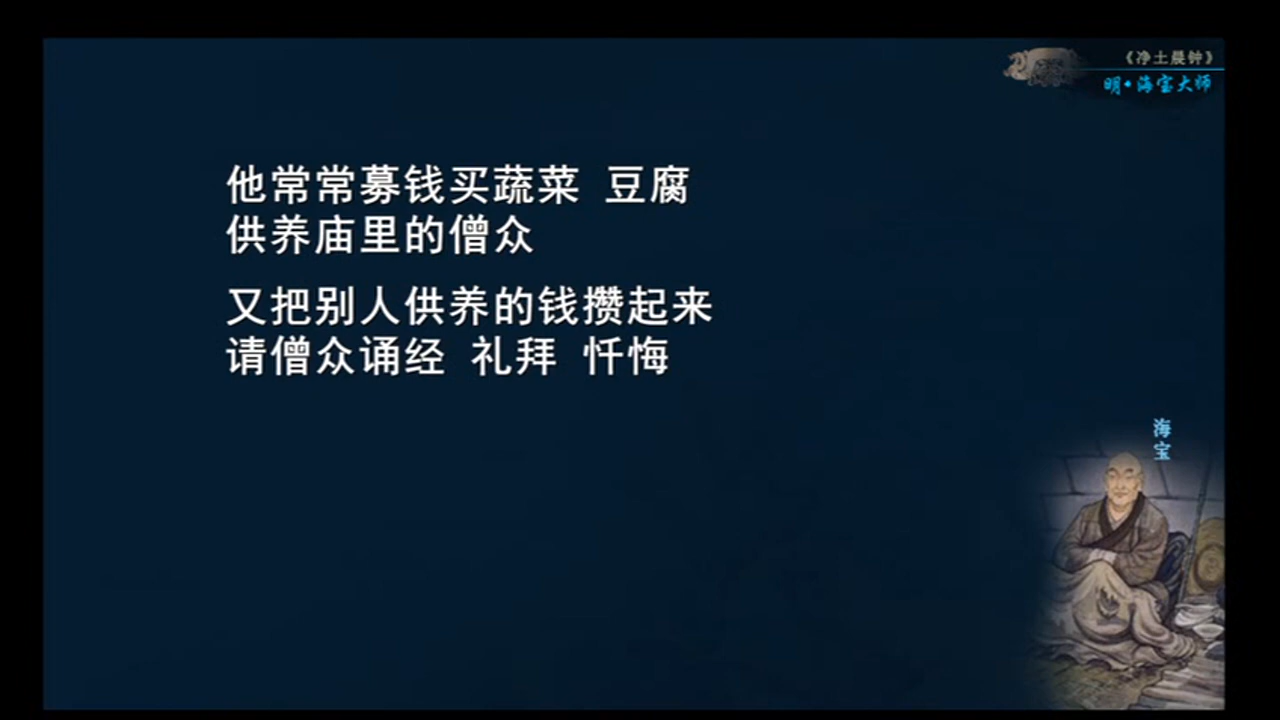 《净土晨钟》
明·海宝大师
他常常募钱买蔬菜 豆腐
供养庙里的僧众
又把别人供养的钱攒起来
请僧众诵经 礼拜 忏悔
海宝